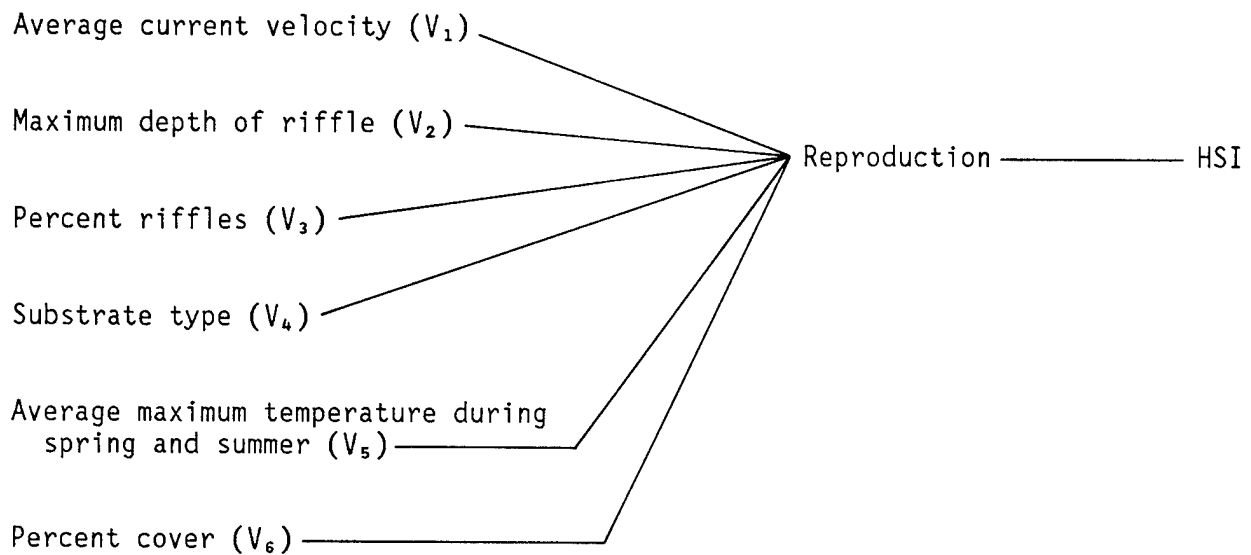 Average current velocity (V₁)
Maximum depth of riffle (V₂)
Reproduction HSI
Percent riffles (V₃)
Substrate type (V₄)
Average maximum temperature during
spring and summer (V₅)
Percent cover (V₆)